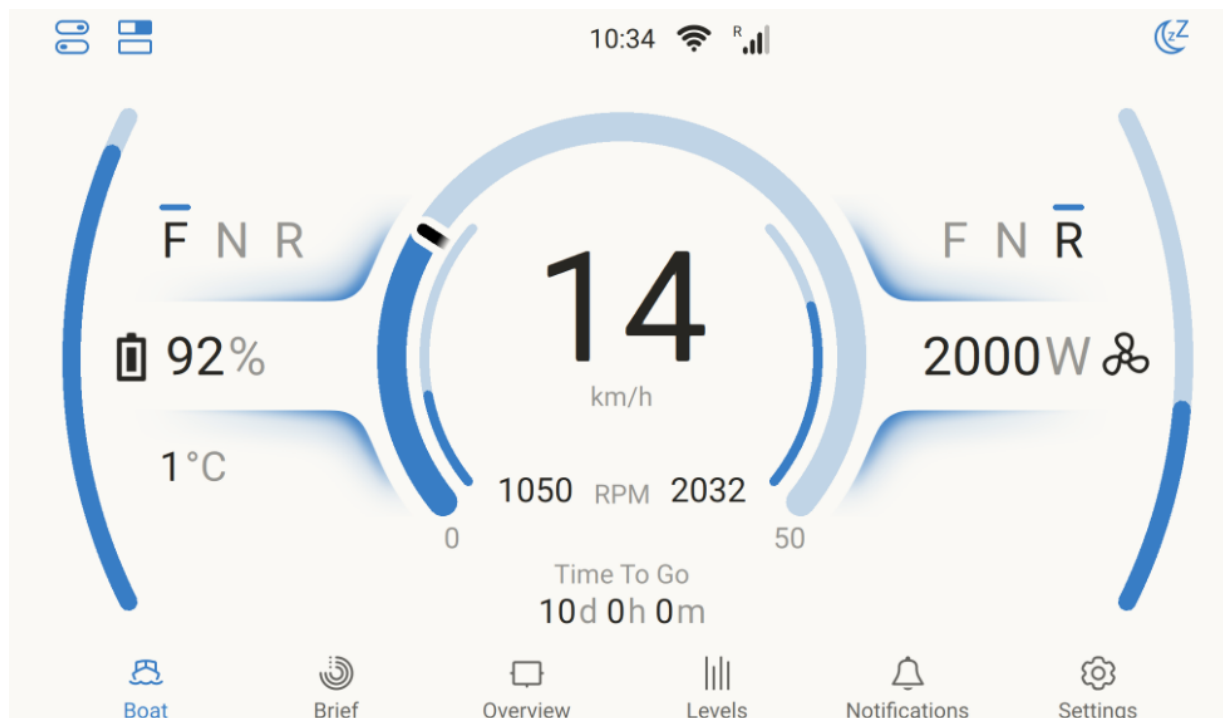 10:34 R
zZ
F N R
F N R
14
92%
2000W
km/h
1°C
1050 RPM 2032
0
50
Time To Go
10d 0h 0m
Boat
Brief
Overview
Levels
Notifications
Settings